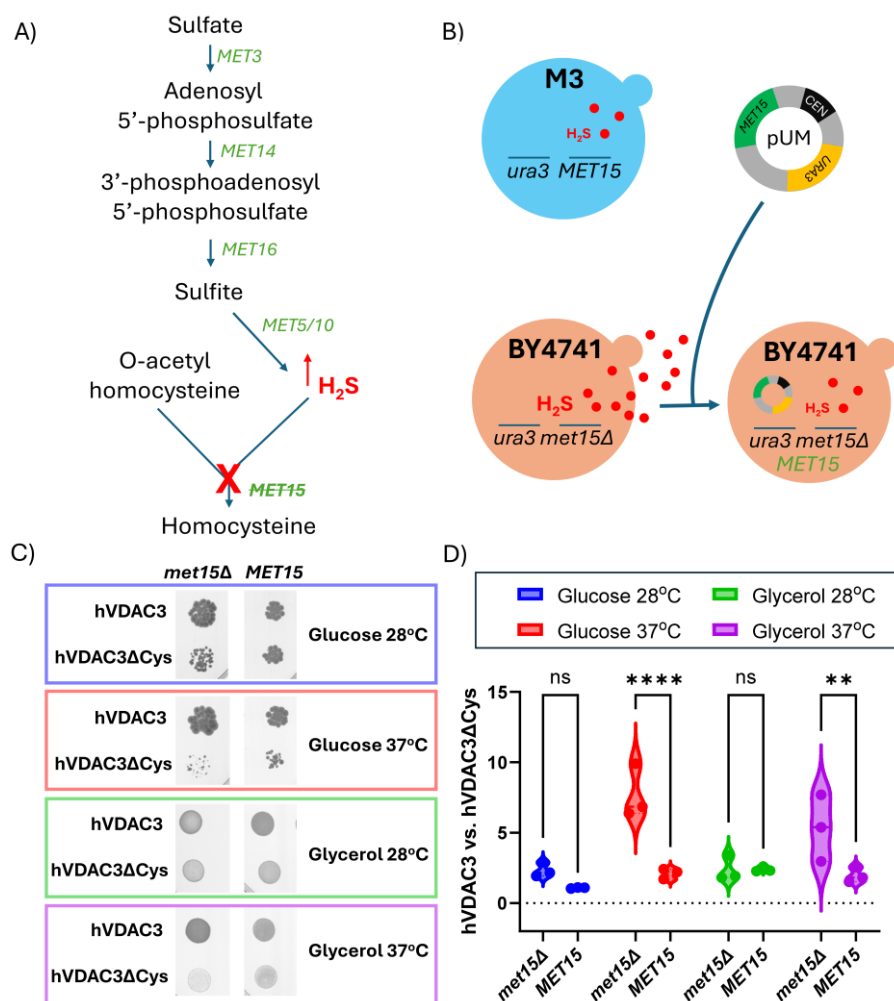 A)
Sulfate
MET3
Adenosyl
5'-phosphosulfate
MET14
3'-phosphoadenosyl
5'-phosphosulfate
MET16
Sulfite
MET5/10
O-acetyl
homocysteine
H₂S
X
MET15
Homocysteine
B)
M3
H₂S
ura3 MET15
MET15
CEN
pUM
URA3
BY4741
H₂S
ura3 met15Δ
BY4741
H₂S
ura3 met15Δ
MET15
C)
met15Δ MET15
hVDAC3
hVDAC3ΔCys
Glucose 28°C
hVDAC3
hVDAC3ΔCys
Glucose 37°C
hVDAC3
hVDAC3ΔCys
Glycerol 28°C
hVDAC3
hVDAC3ΔCys
Glycerol 37°C
D)
Glucose 28°C Glycerol 28°C
Glucose 37°C Glycerol 37°C
hVDAC3 vs. hVDAC3ΔCys
15
10
5
0
ns **** ns **
met15Δ MET15 met15Δ MET15 met15Δ MET15 met15Δ MET15